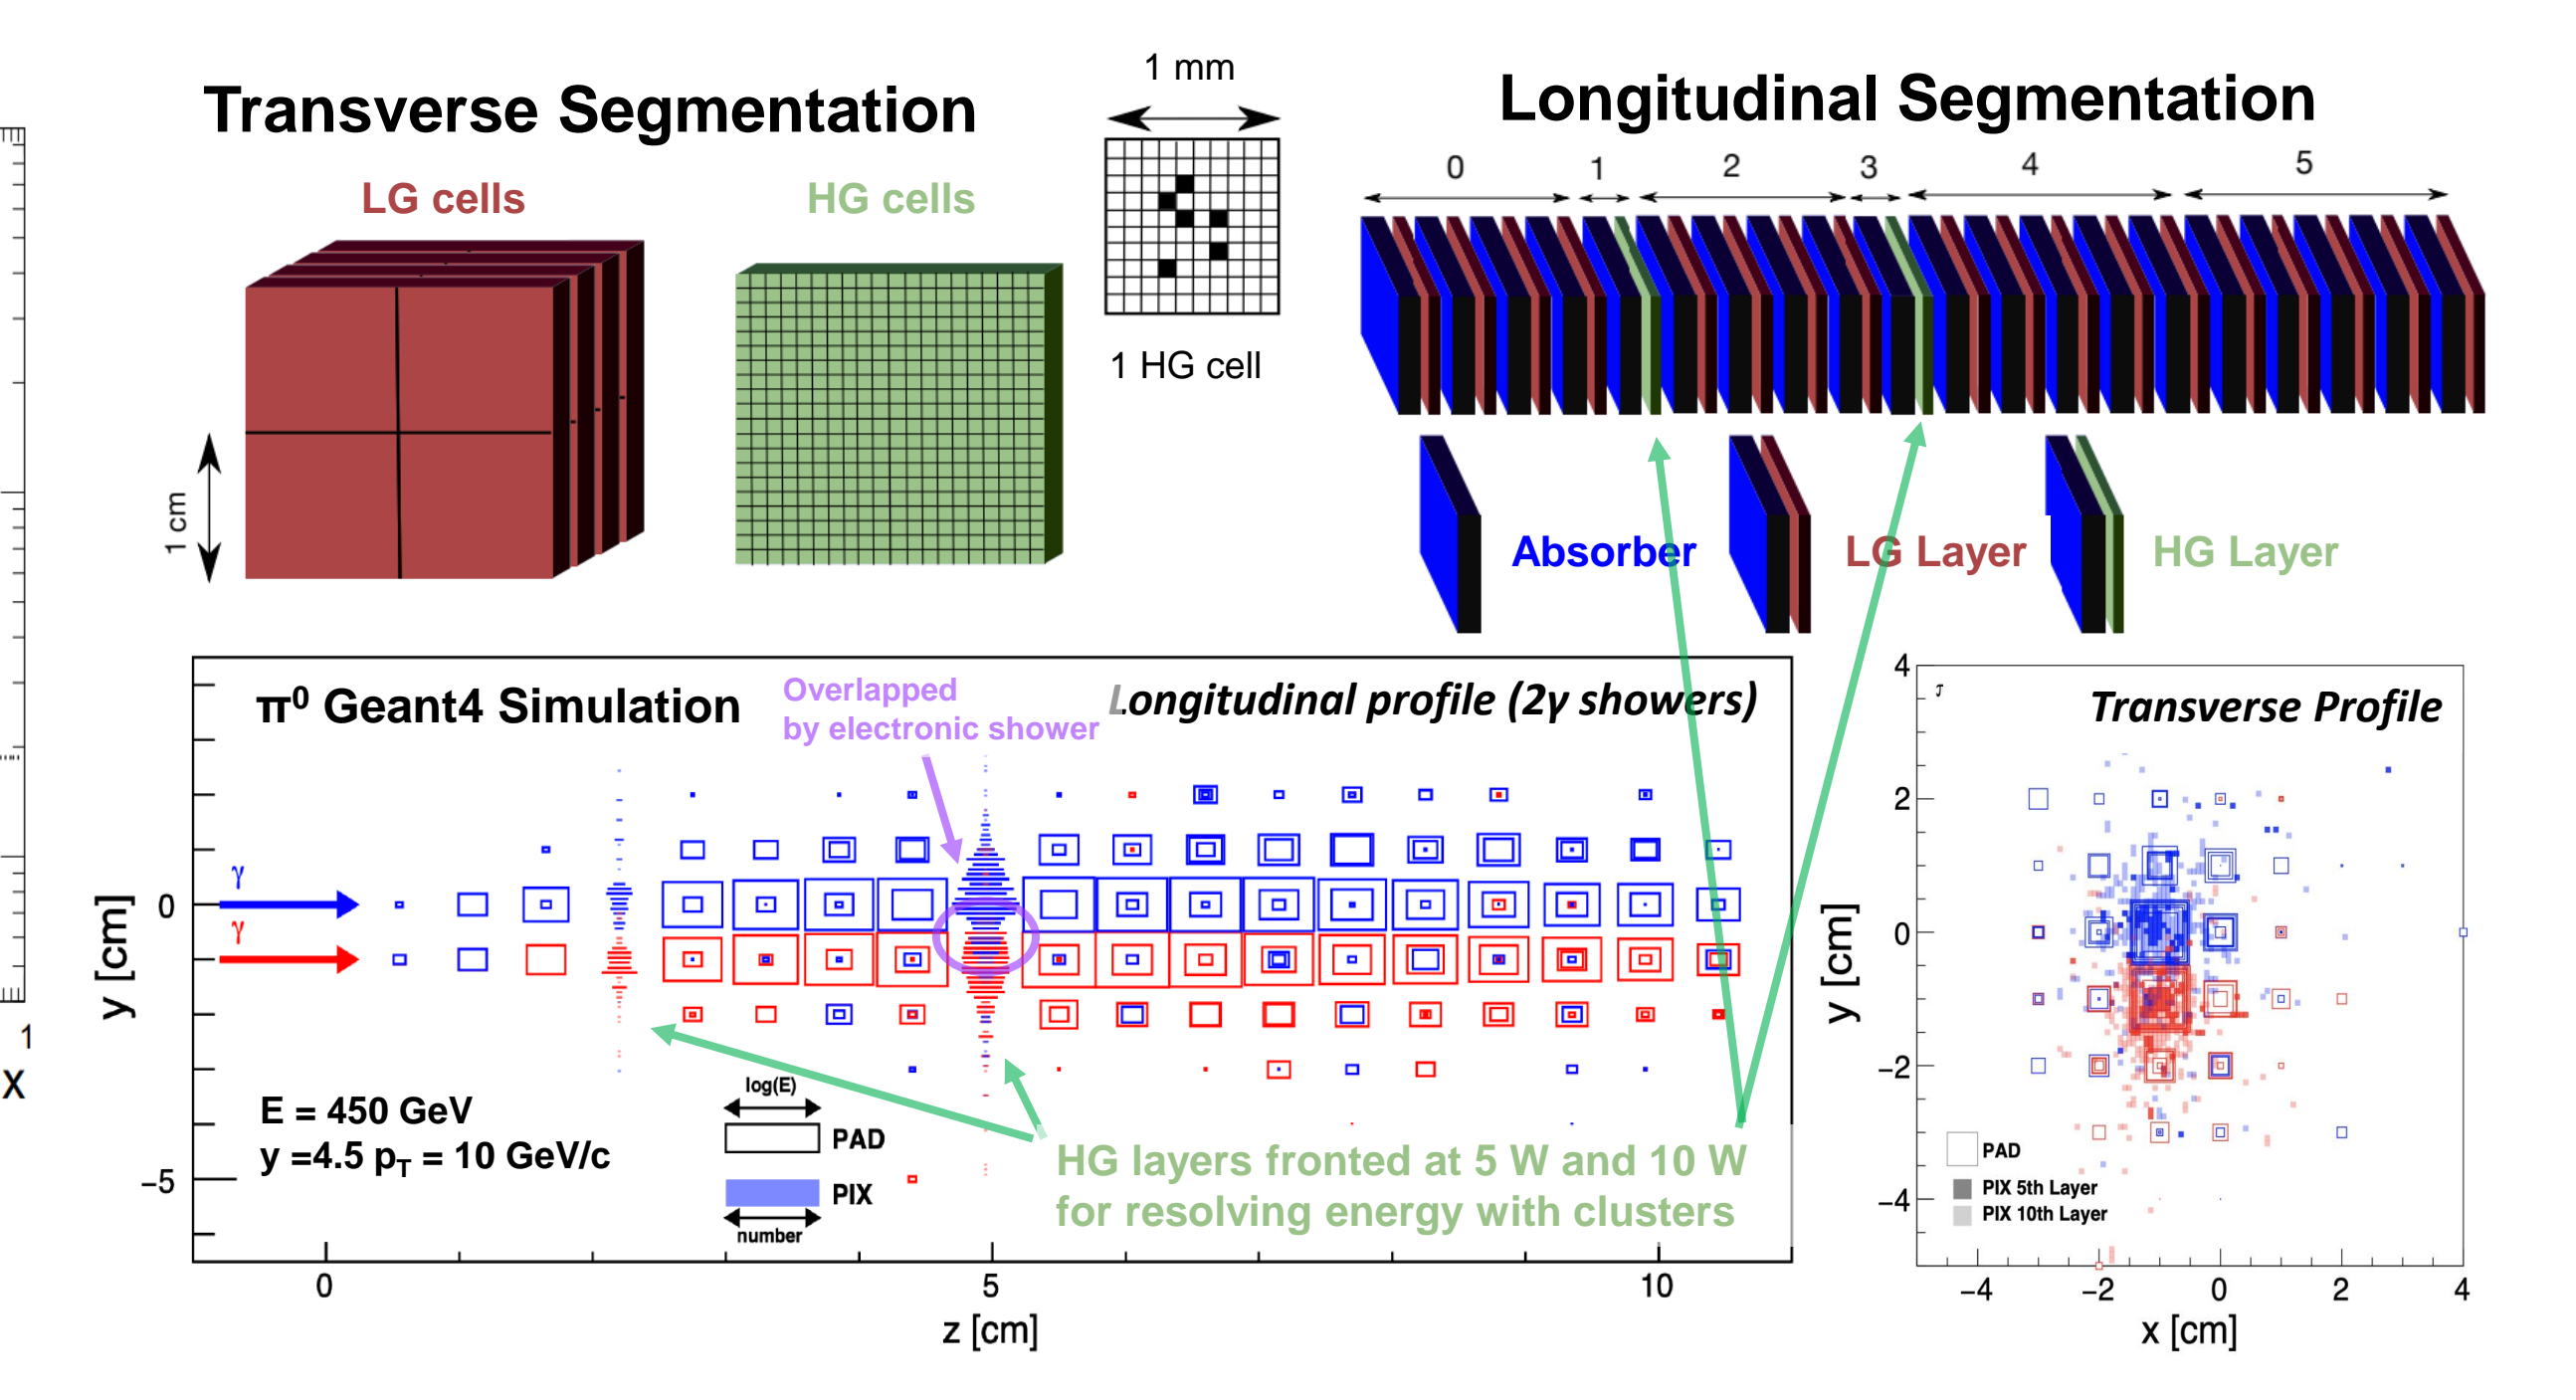 1
X
Transverse Segmentation
LG cells
HG cells
1 cm
1 mm
1 HG cell
Longitudinal Segmentation
0 1 2 3 4 5
Absorber
LG Layer
HG Layer
π⁰ Geant4 Simulation
Overlapped
by electronic shower
Longitudinal profile (2γ showers)
γ
γ
E = 450 GeV
y =4.5 pT = 10 GeV/c
log(E)
PAD
PIX
number
HG layers fronted at 5 W and 10 W
for resolving energy with clusters
0
−5
y [cm]
0 5 10
z [cm]
Transverse Profile
4
2
0
−2
−4
y [cm]
PAD
PIX 5th Layer
PIX 10th Layer
−4 −2 0 2 4
x [cm]